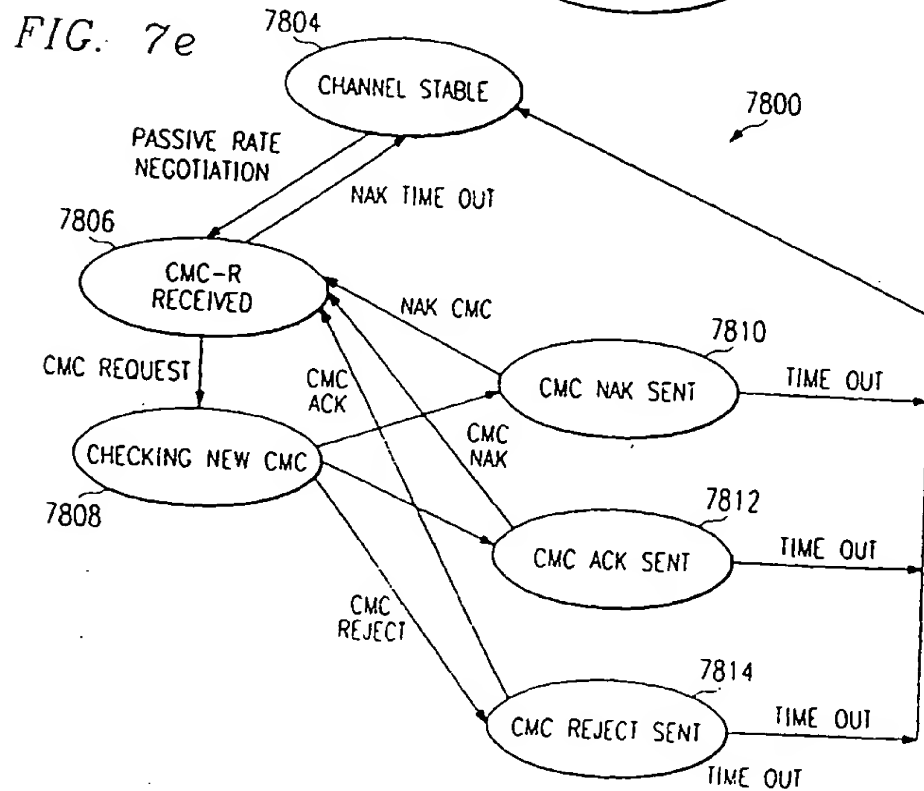 FIG. 7e
7804
CHANNEL STABLE
7800
PASSIVE RATE
NEGOTIATION
NAK TIME OUT
7806
CMC-R
RECEIVED
NAK CMC
7810
CMC REQUEST
CMC
ACK
CMC NAK SENT
TIME OUT
CHECKING NEW CMC
CMC
NAK
7808
7812
CMC ACK SENT
TIME OUT
CMC
REJECT
7814
CMC REJECT SENT
TIME OUT
TIME OUT